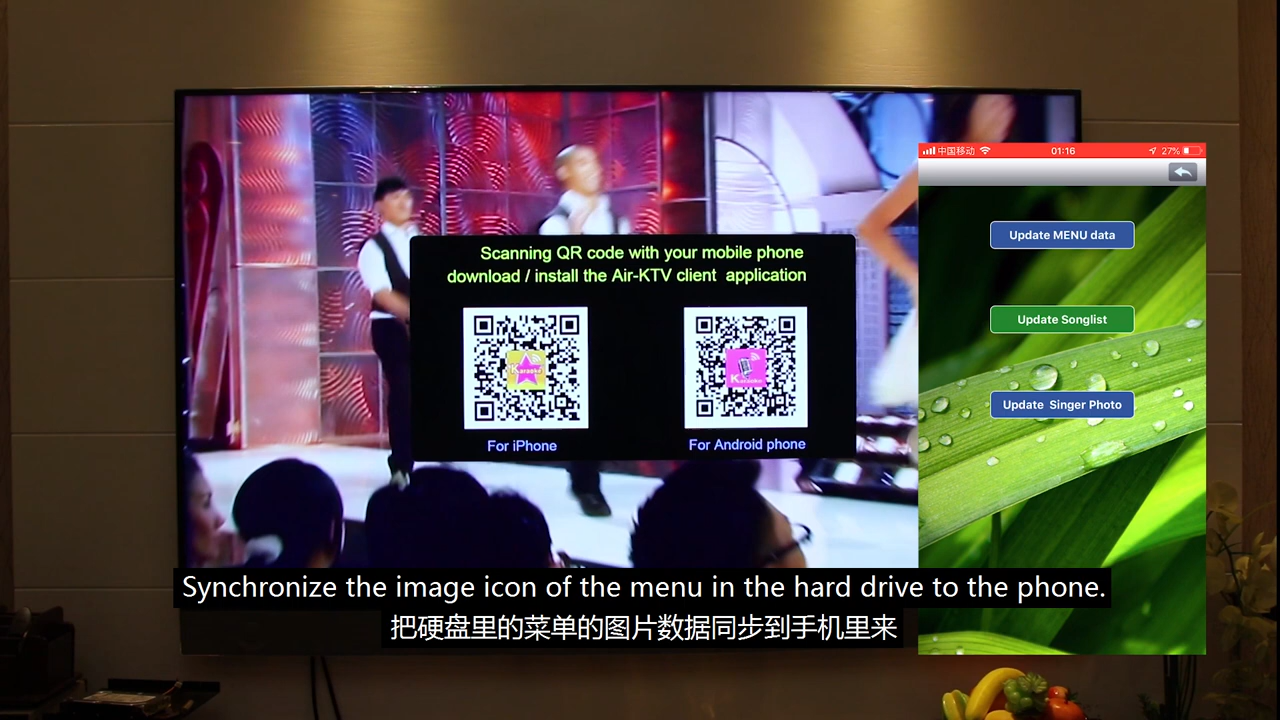 Scanning QR code with your mobile phone
download / install the Air-KTV client application
Karaoke
Karaoke
For iPhone
For Android phone
中国移动
01:16
27%
Update MENU data
Update Songlist
Update Singer Photo
Synchronize the image icon of the menu in the hard drive to the phone.
把硬盘里的菜单的图片数据同步到手机里来